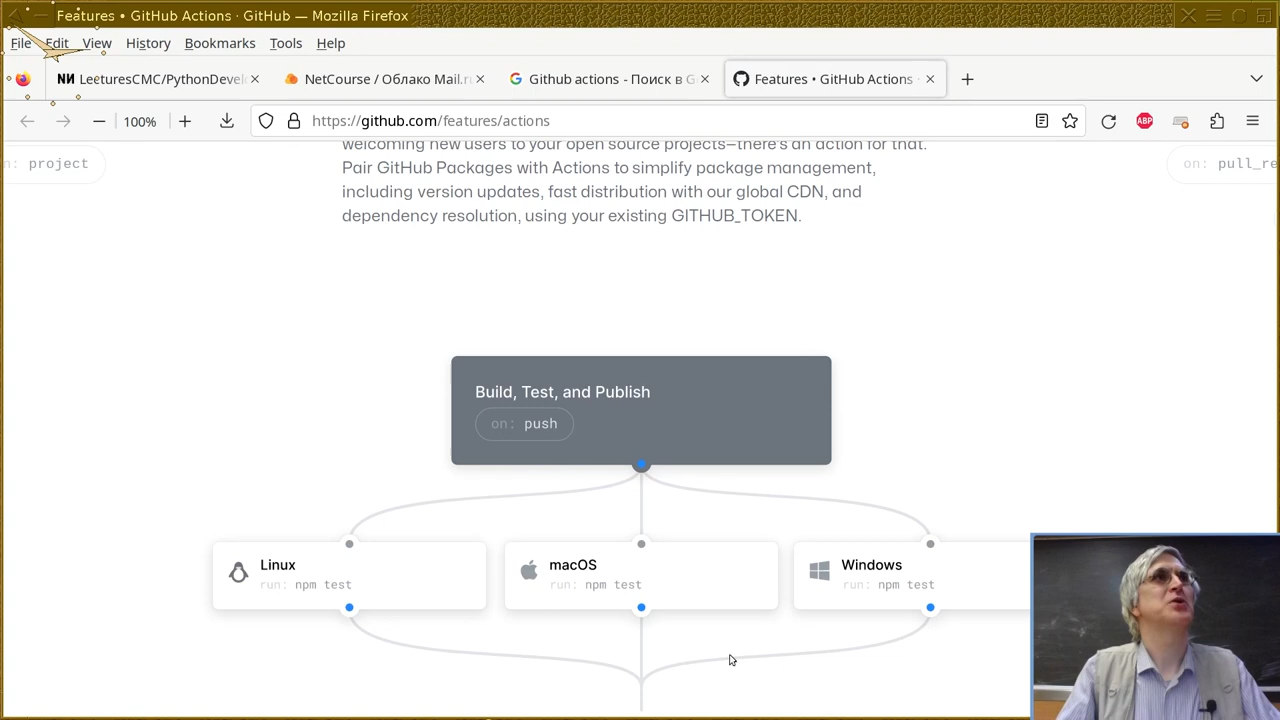 Features • GitHub Actions · GitHub — Mozilla Firefox
File Edit View History Bookmarks Tools Help
LecturesCMC/PythonDevel
NetCourse / Облако Mail.r
Github actions - Поиск в G
Features • GitHub Actions
100%
https://github.com/features/actions
ABP
welcoming new users to your open source projects—there's an action for that.
on: project
on: pull_re
Pair GitHub Packages with Actions to simplify package management,
including version updates, fast distribution with our global CDN, and
dependency resolution, using your existing GITHUB_TOKEN.
Build, Test, and Publish
on: push
Linux
run: npm test
macOS
run: npm test
Windows
run: npm test